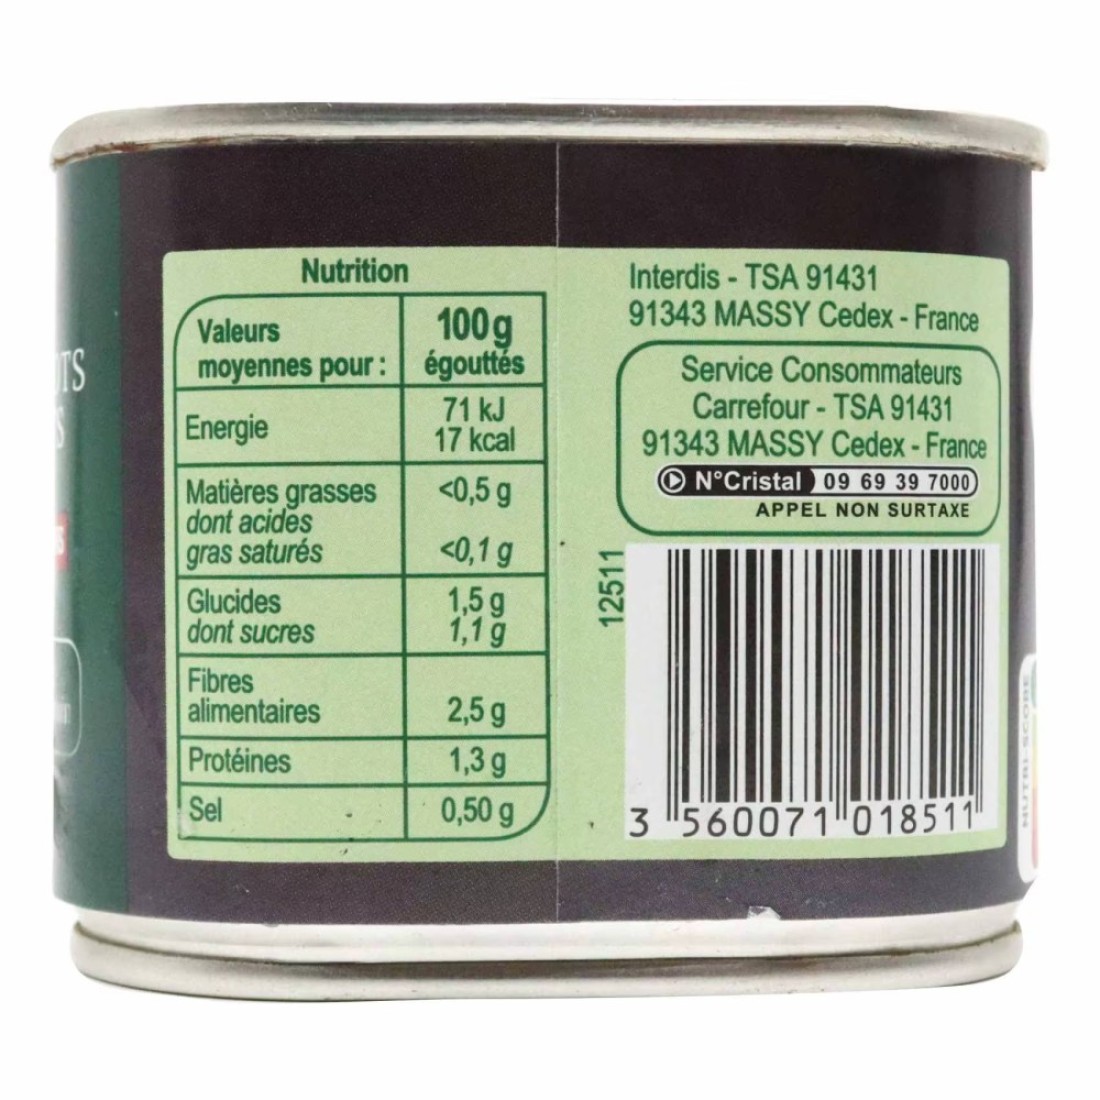 Nutrition
Valeurs
moyennes pour :
100g
égouttés
Energie
71 kJ
17 kcal
Matières grasses
<0,5 g
dont acides
gras saturés
<0,1 g
Glucides
1,5 g
dont sucres
1,1 g
Fibres
alimentaires
2,5 g
Protéines
1,3 g
Sel
0,50 g
Interdis - TSA 91431
91343 MASSY Cedex - France
Service Consommateurs
Carrefour - TSA 91431
91343 MASSY Cedex - France
N°Cristal 09 69 39 7000
APPEL NON SURTAXE
12511
3 560071 018511
NUTRI-SCORE